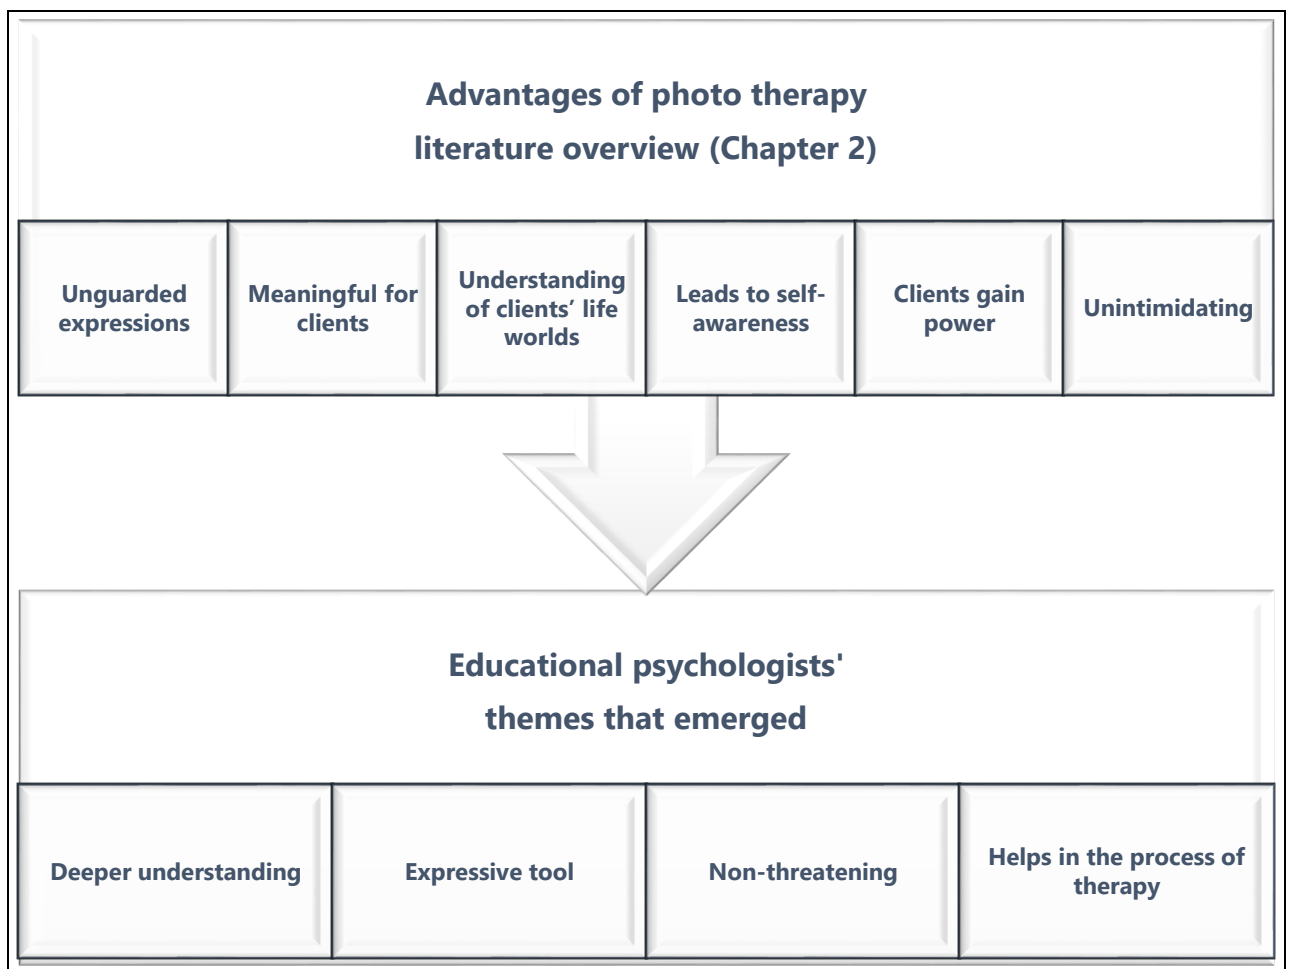 Advantages of photo therapy
literature overview (Chapter 2)
Unguarded
expressions
Meaningful for
clients
Understanding
of clients’ life
worlds
Leads to self-
awareness
Clients gain
power
Unintimidating
Educational psychologists'
themes that emerged
Deeper understanding
Expressive tool
Non-threatening
Helps in the process of
therapy